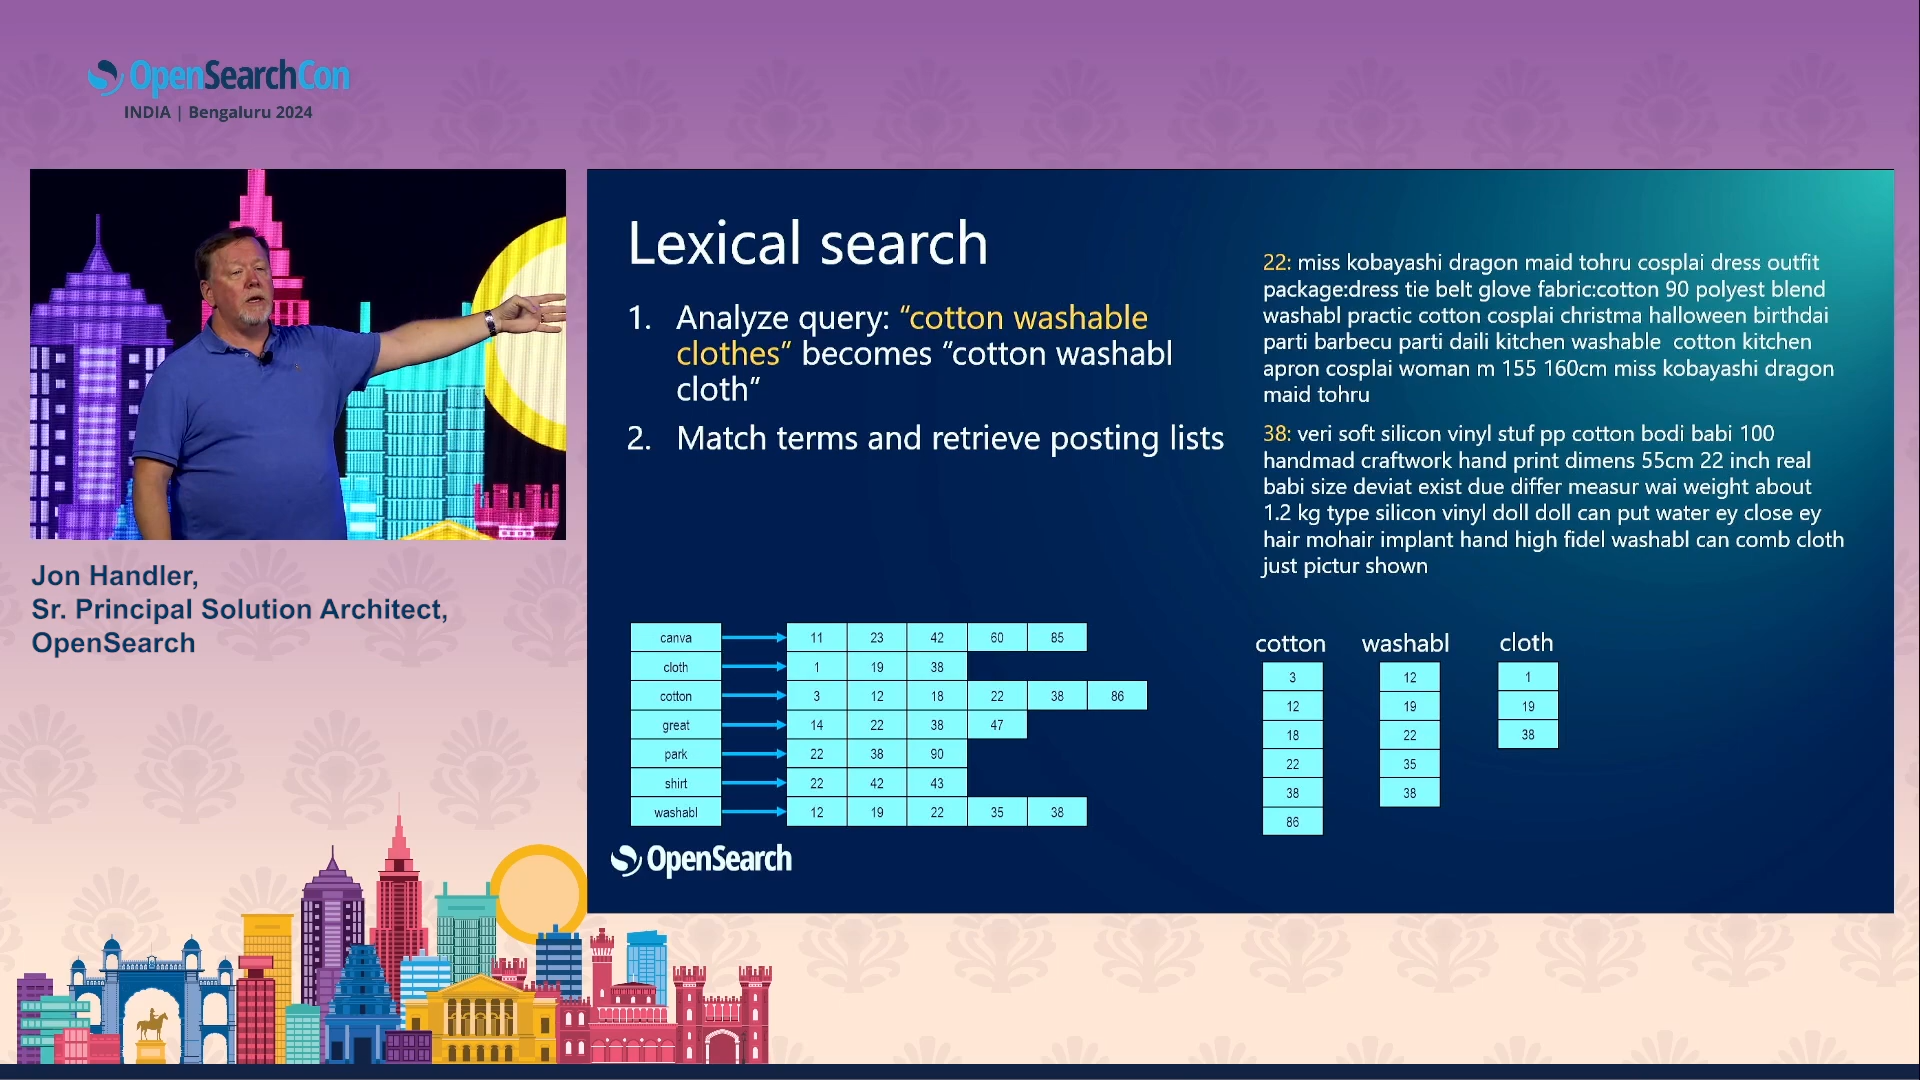 OpenSearchCon
INDIA | Bengaluru 2024
Jon Handler,
Sr. Principal Solution Architect,
OpenSearch
Lexical search
1. Analyze query: “cotton washable
clothes” becomes “cotton washabl
cloth”
2. Match terms and retrieve posting lists
22: miss kobayashi dragon maid tohru cosplai dress outfit
package:dress tie belt glove fabric:cotton 90 polyest blend
washabl practic cotton cosplai christma halloween birthdai
parti barbecu parti daili kitchen washable cotton kitchen
apron cosplai woman m 155 160cm miss kobayashi dragon
maid tohru
38: veri soft silicon vinyl stuf pp cotton bodi babi 100
handmad craftwork hand print dimens 55cm 22 inch real
babi size deviat exist due differ measur wai weight about
1.2 kg type silicon vinyl doll doll can put water ey close ey
hair mohair implant hand high fidel washabl can comb cloth
just pictur shown
canva 11 23 42 60 85
cloth 1 19 38
cotton 3 12 18 22 38 86
great 14 22 38 47
park 22 38 90
shirt 22 42 43
washabl 12 19 22 35 38
cotton washabl cloth
3 12 1
12 19 19
18 22 38
22 35
38 38
86
OpenSearch